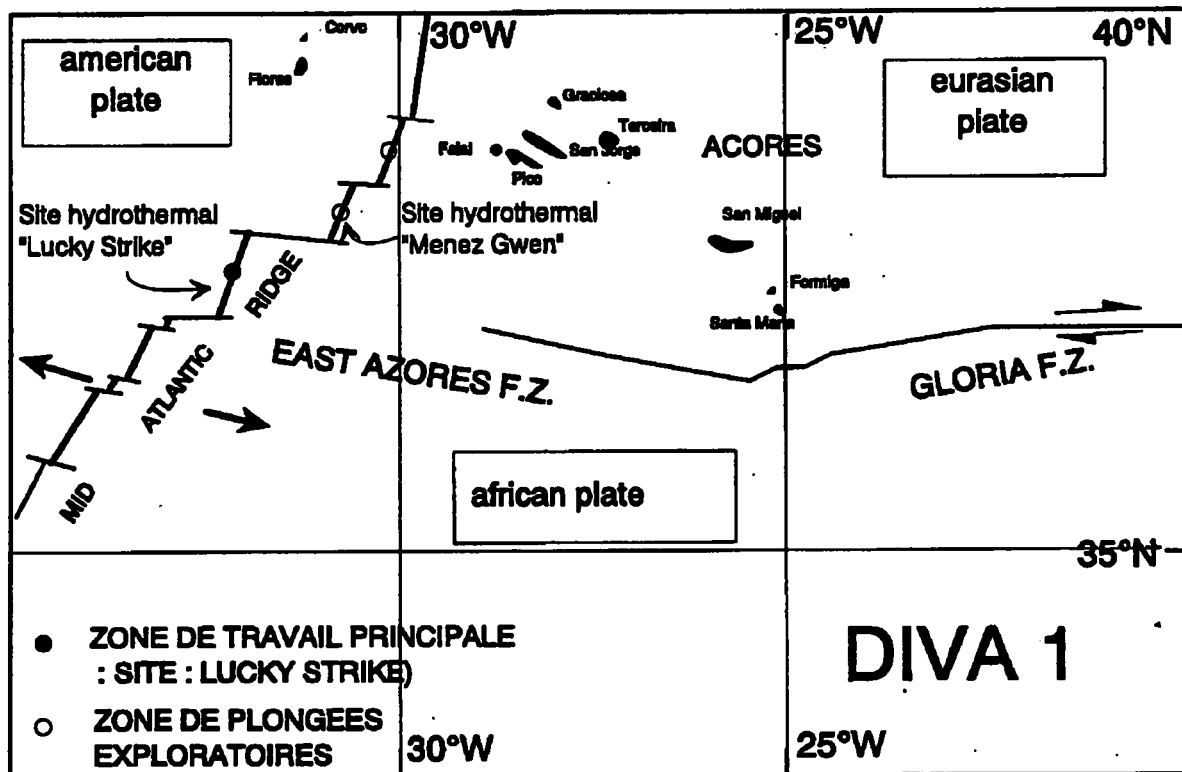 30°W
25°W
40°N
Corvo
Flores
american
plate
eurasian
plate
Graciosa
Terceira
Faial
San Jorge
Pico
ACORES
San Miguel
Formiga
Santa Maria
Site hydrothermal
"Lucky Strike"
Site hydrothermal
"Menez Gwen"
MID
ATLANTIC
RIDGE
EAST AZORES F.Z.
GLORIA F.Z.
african plate
35°N
ZONE DE TRAVAIL PRINCIPALE
: SITE : LUCKY STRIKE)
ZONE DE PLONGEES
EXPLORATOIRES
DIVA 1
30°W
25°W